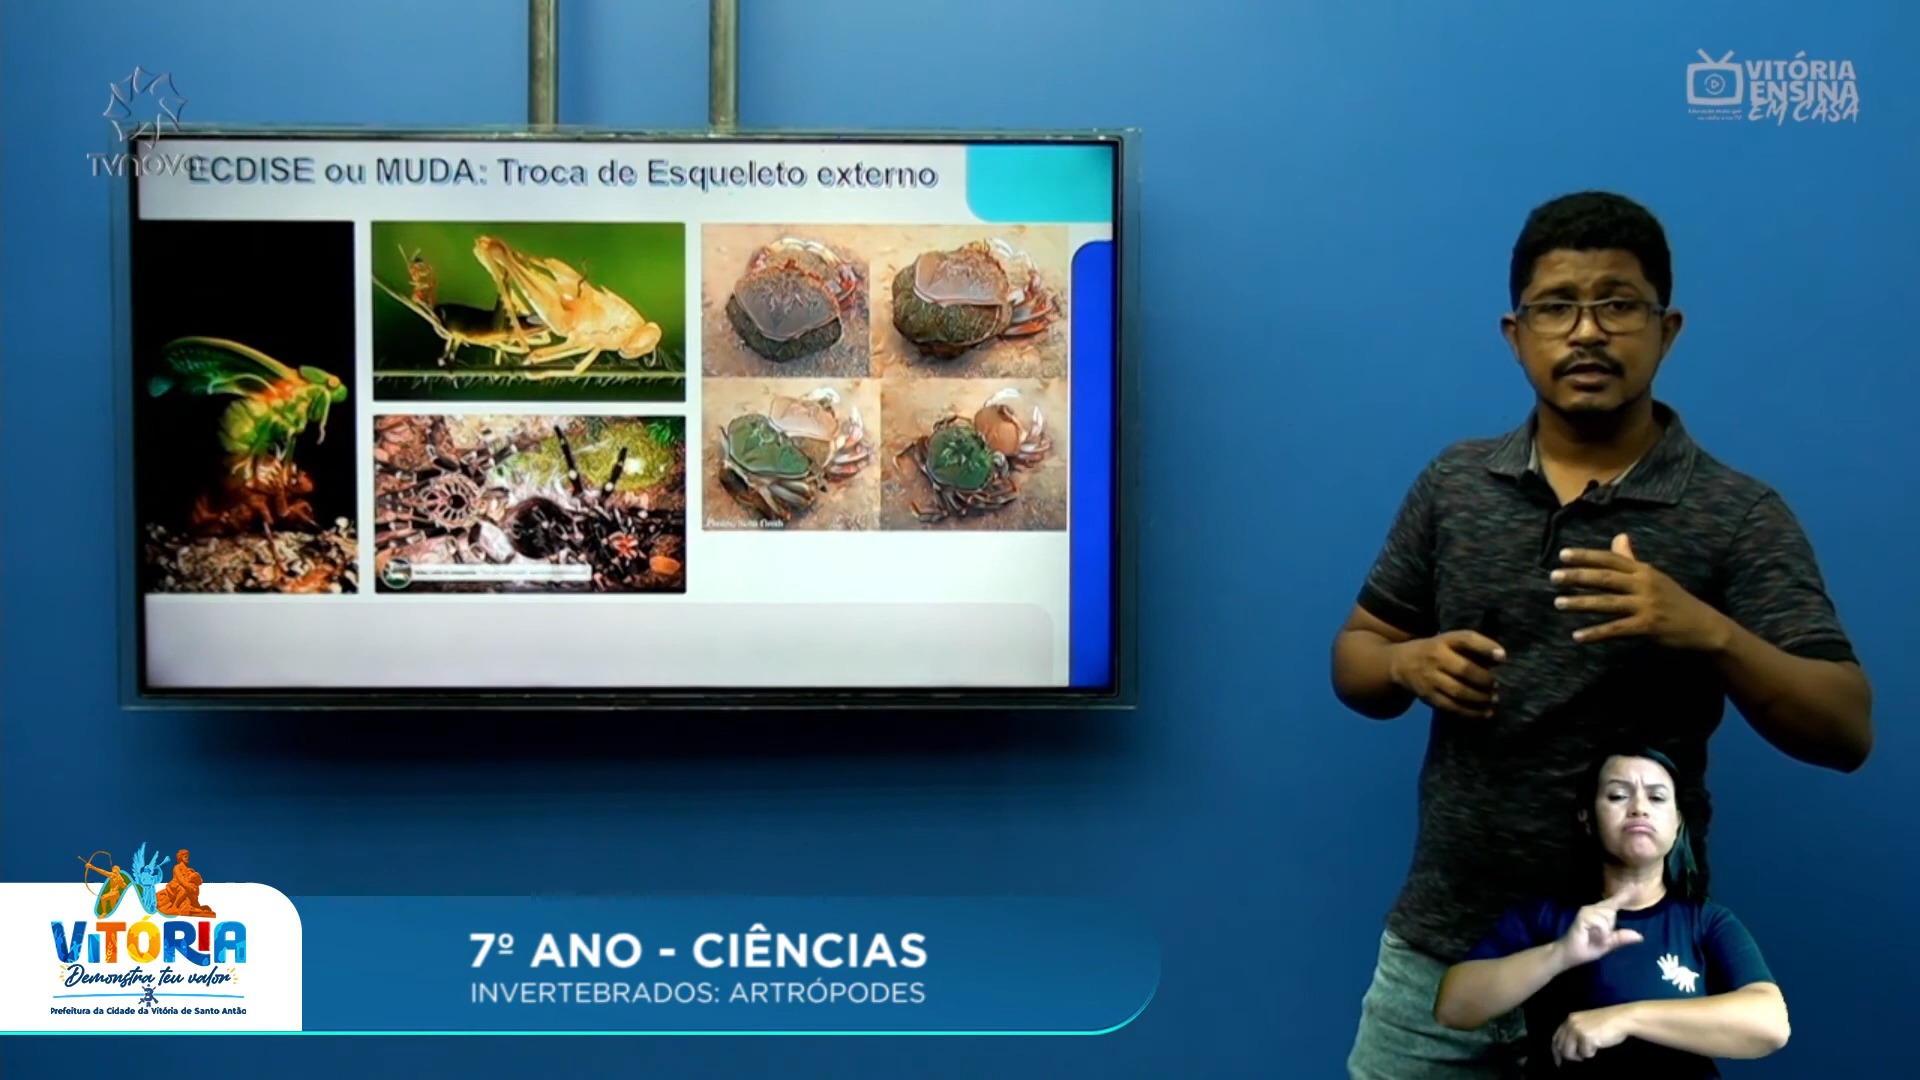 TVNOVA
VITÓRIA
ENSINA
EM CASA
ECDISE ou MUDA: Troca de Esqueleto externo
VITÓRIA
Demonstra teu valor
Prefeitura da Cidade da Vitória de Santo Antão
7º ANO - CIÊNCIAS
INVERTEBRADOS: ARTRÓPODES